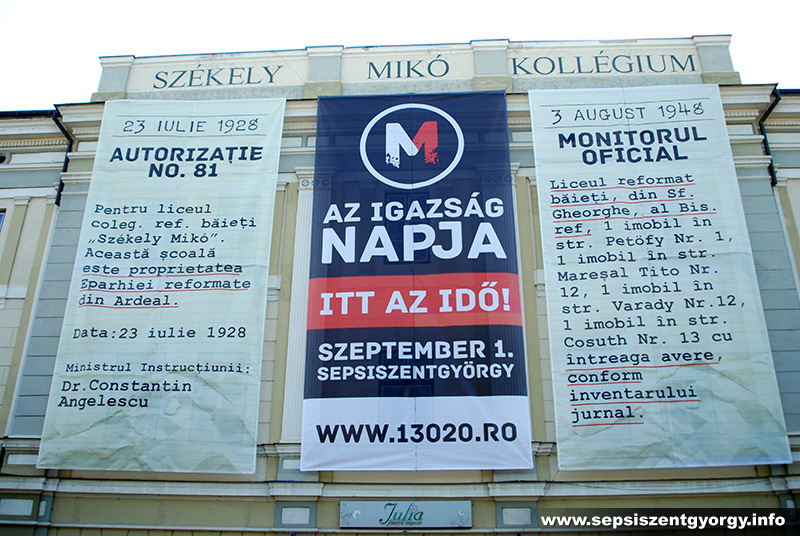 SZÉKELY MIKÓ KOLLÉGIUM
23 IULIE 1928
AUTORIZAȚIE
NO. 81
Pentru liceul
coleg. ref. băieți
„Székely Mikó”.
Această școală
este proprietatea
Eparhiei reformate
din Ardeal.
Data:23 iulie 1928
Ministrul Instrucțiunii:
Dr.Constantin
Angelescu
M
AZ IGAZSÁG
NAPJA
ITT AZ IDŐ!
SZEPTEMBER 1.
SEPSISZENTGYÖRGY
WWW.13020.RO
3 AUGUST 1948
MONITORUL
OFICIAL
Liceul reformat
băieți, din Sf.
Gheorghe, al Bis.
ref, 1 imobil în
str. Petöfy Nr. 1,
1 imobil în str.
Mareșal Tito Nr.
12, 1 imobil în
str. Varady Nr.12,
1 imobil în str.
Cosuth Nr. 13 cu
întreaga avere,
conform
inventarului
jurnal.
Julia
www.sepsiszentgyorgy.info